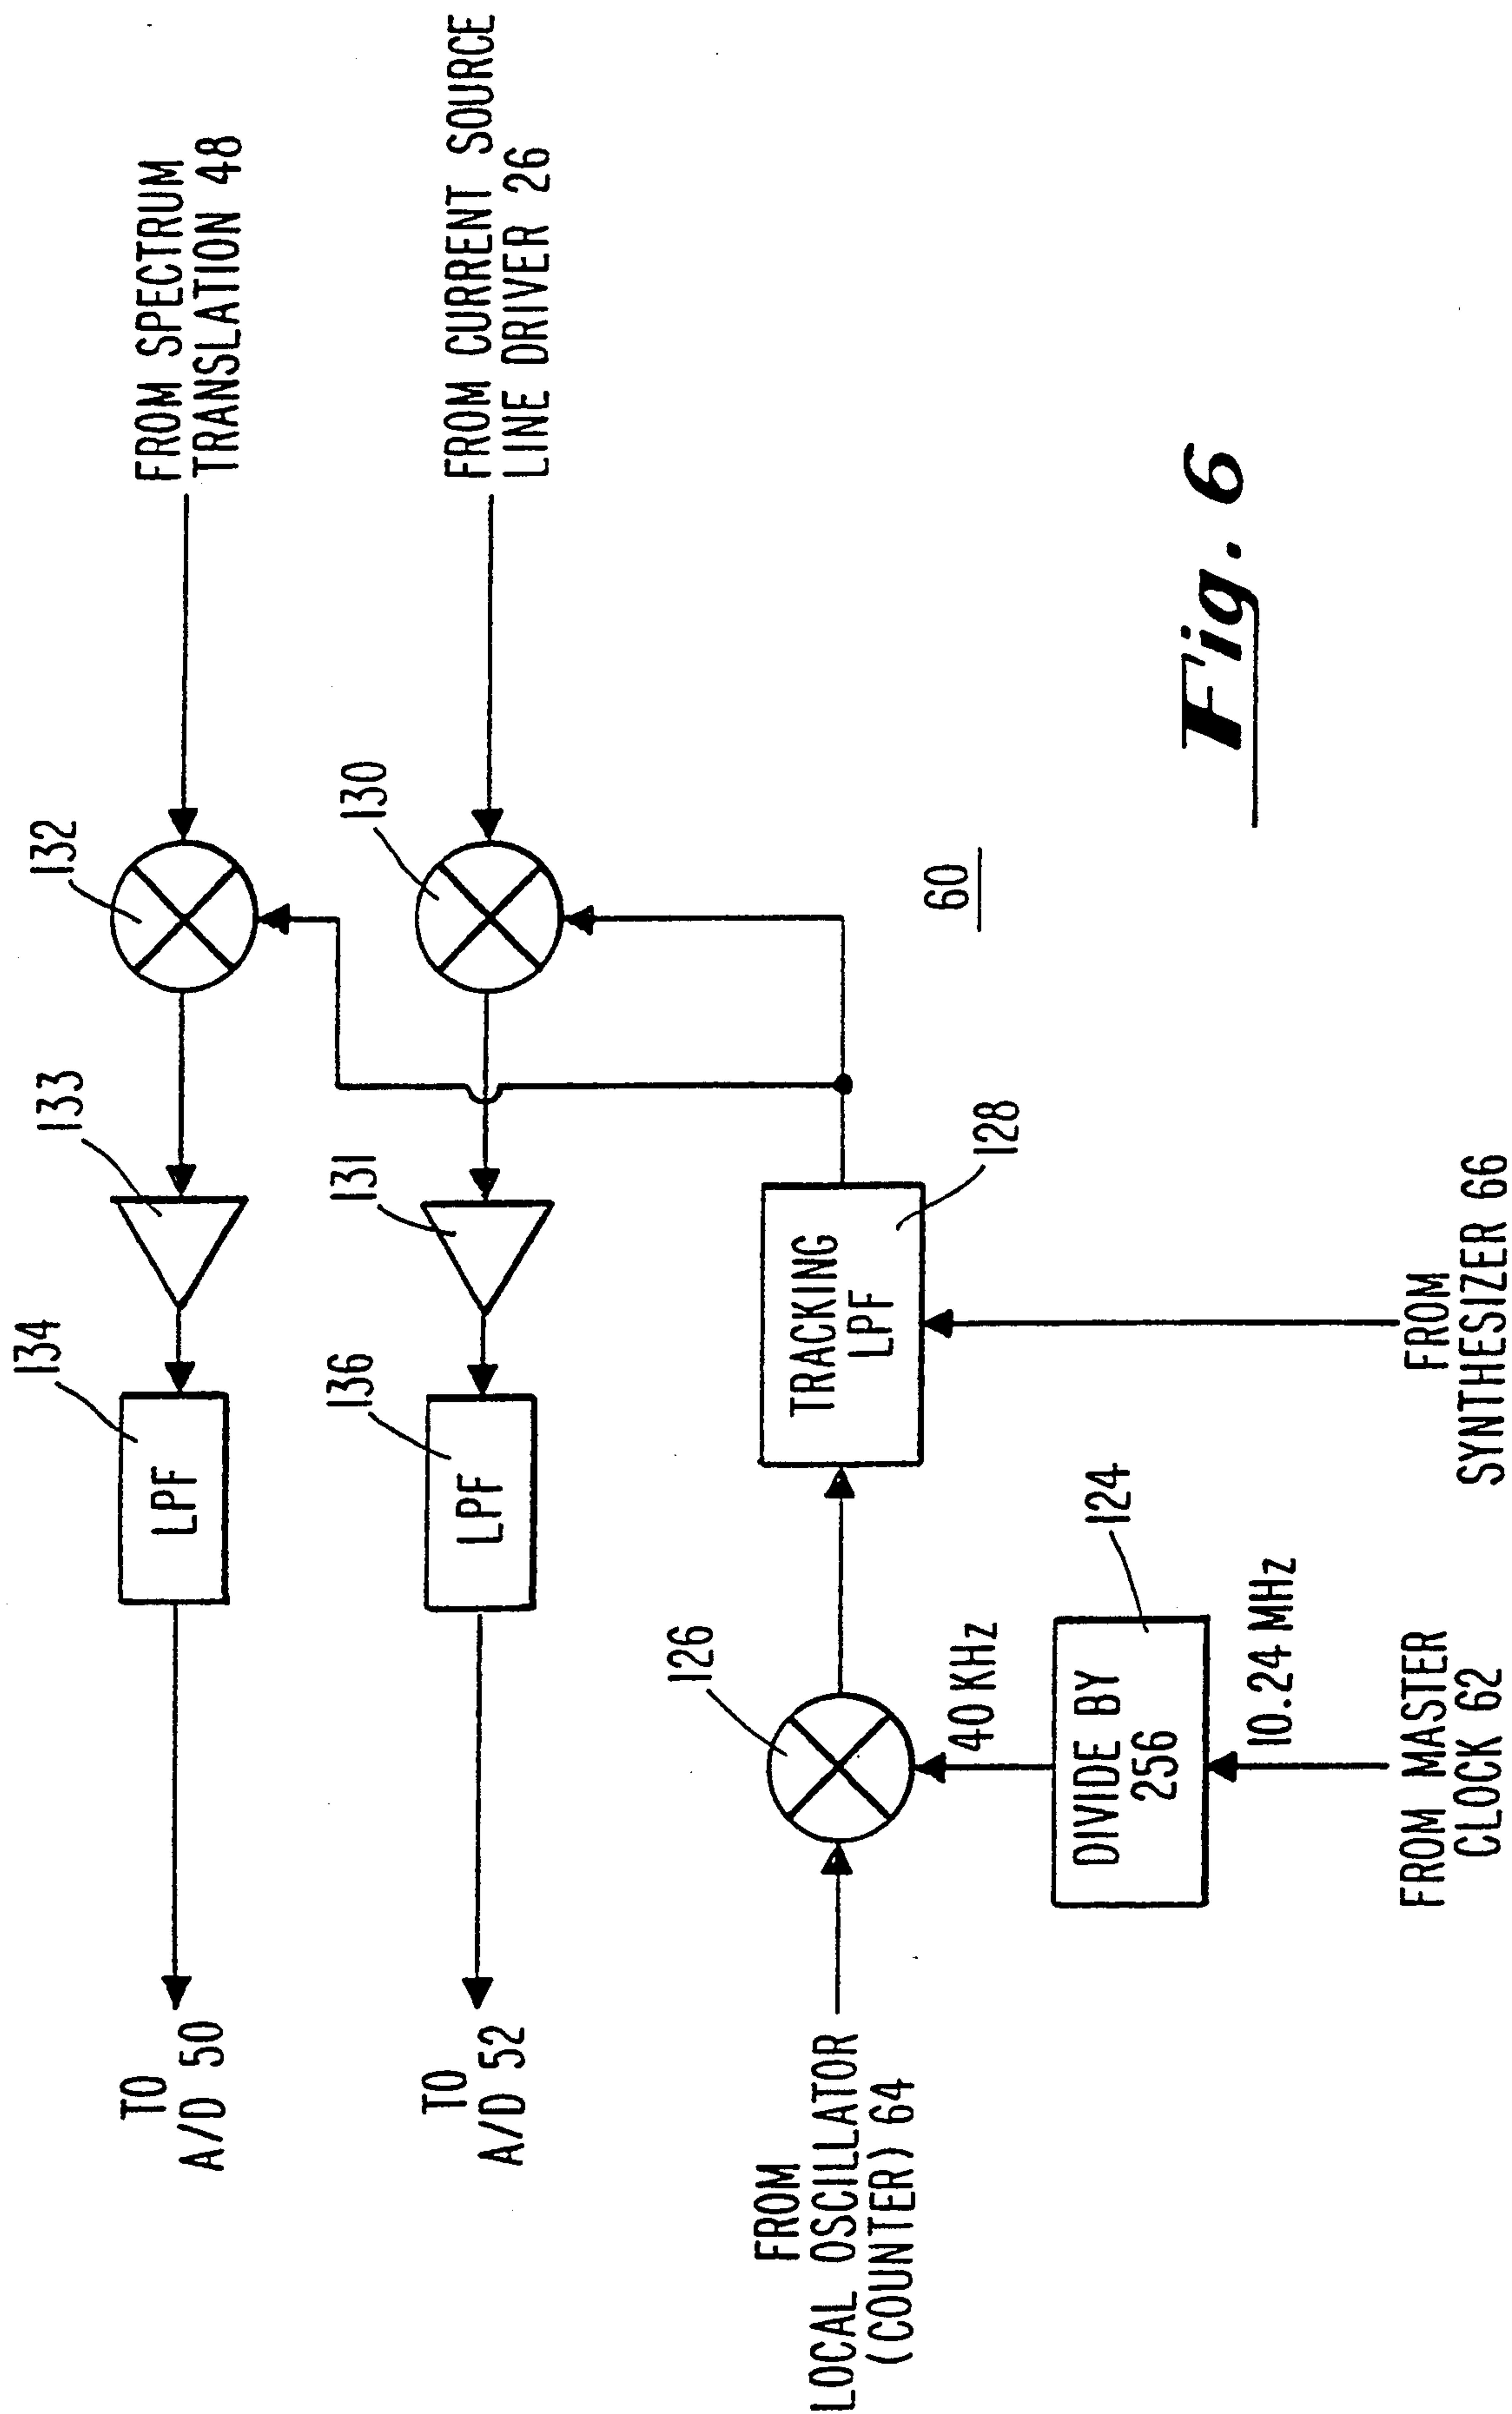 FROM SPECTRUM
TRANSLATION 48
132
133
134
TO
A/D 50
FROM CURRENT SOURCE
LINE DRIVER 26
130
131
136
LPF
LPF
TO
A/D 52
60
TRACKING
LPF
128
126
FROM
LOCAL OSCILLATOR
(COUNTER) 64
40 KHz
DIVIDE BY
256
124
10.24 MHz
FROM MASTER
CLOCK 62
FROM
SYNTHESIZER 66
Fig. 6